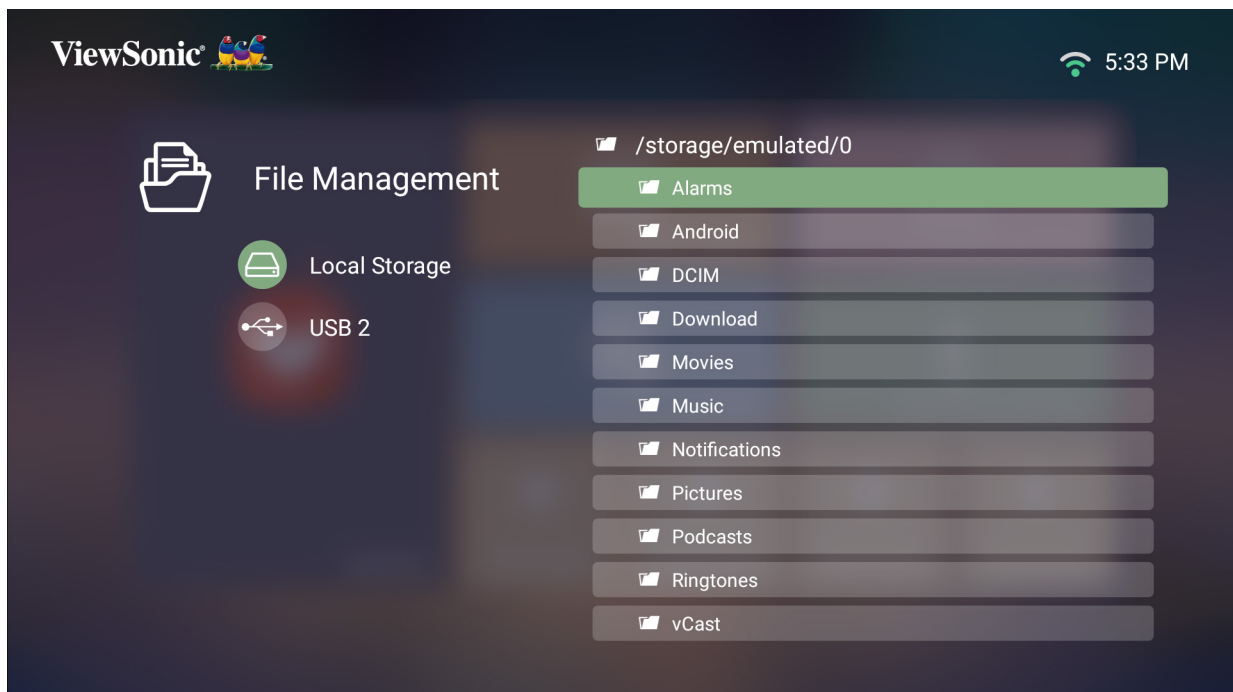 ViewSonic®
5:33 PM
File Management
Local Storage
USB 2
/storage/emulated/0
Alarms
Android
DCIM
Download
Movies
Music
Notifications
Pictures
Podcasts
Ringtones
vCast